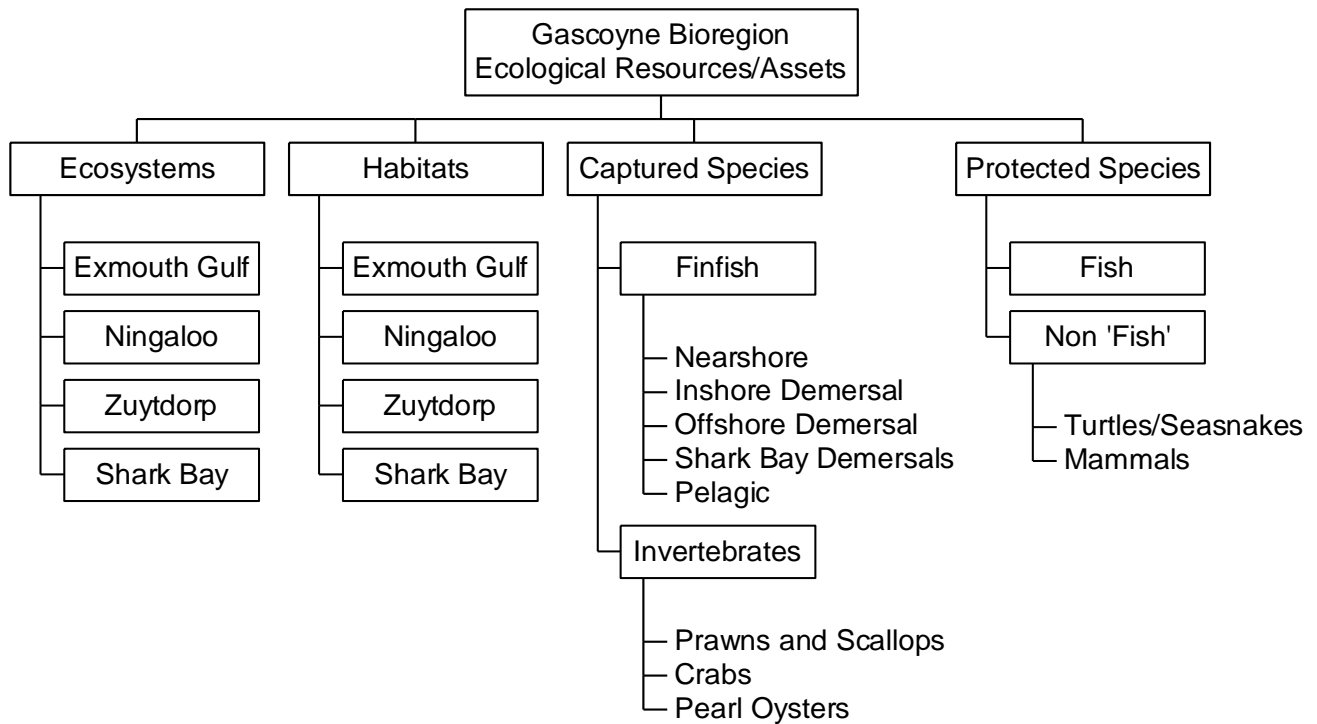 Gascoyne Bioregion
Ecological Resources/Assets
Ecosystems
Exmouth Gulf
Ningaloo
Zuytdorp
Shark Bay
Habitats
Exmouth Gulf
Ningaloo
Zuytdorp
Shark Bay
Captured Species
Finfish
Nearshore
Inshore Demersal
Offshore Demersal
Shark Bay Demersals
Pelagic
Invertebrates
Prawns and Scallops
Crabs
Pearl Oysters
Protected Species
Fish
Non 'Fish'
Turtles/Seasnakes
Mammals